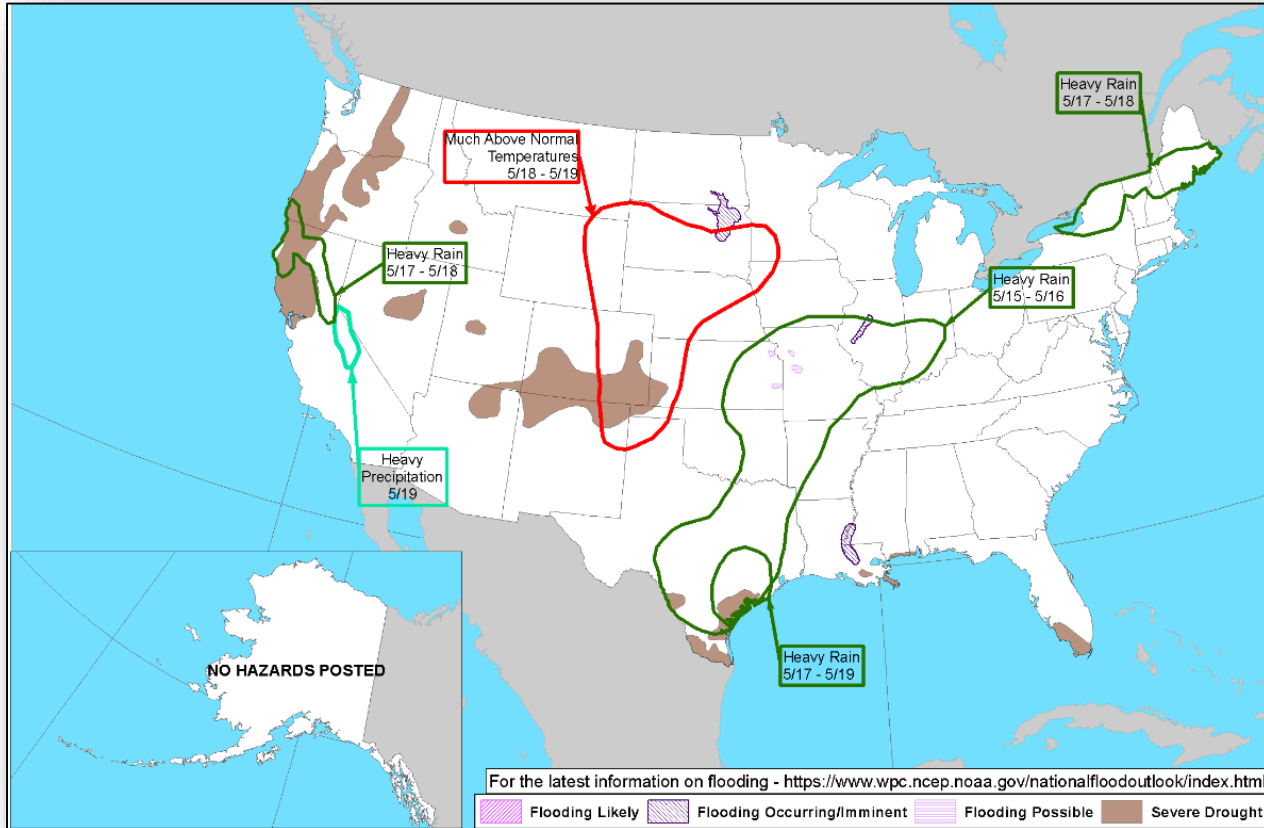 Heavy Rain
5/17 - 5/18
Much Above Normal
Temperatures
5/18 - 5/19
Heavy Rain
5/17 - 5/18
Heavy Rain
5/15 - 5/16
Heavy
Precipitation
5/19
NO HAZARDS POSTED
Heavy Rain
5/17 - 5/19
For the latest information on flooding - https://www.wpc.ncep.noaa.gov/nationalfloodoutlook/index.html
Flooding Likely
Flooding Occurring/Imminent
Flooding Possible
Severe Drought